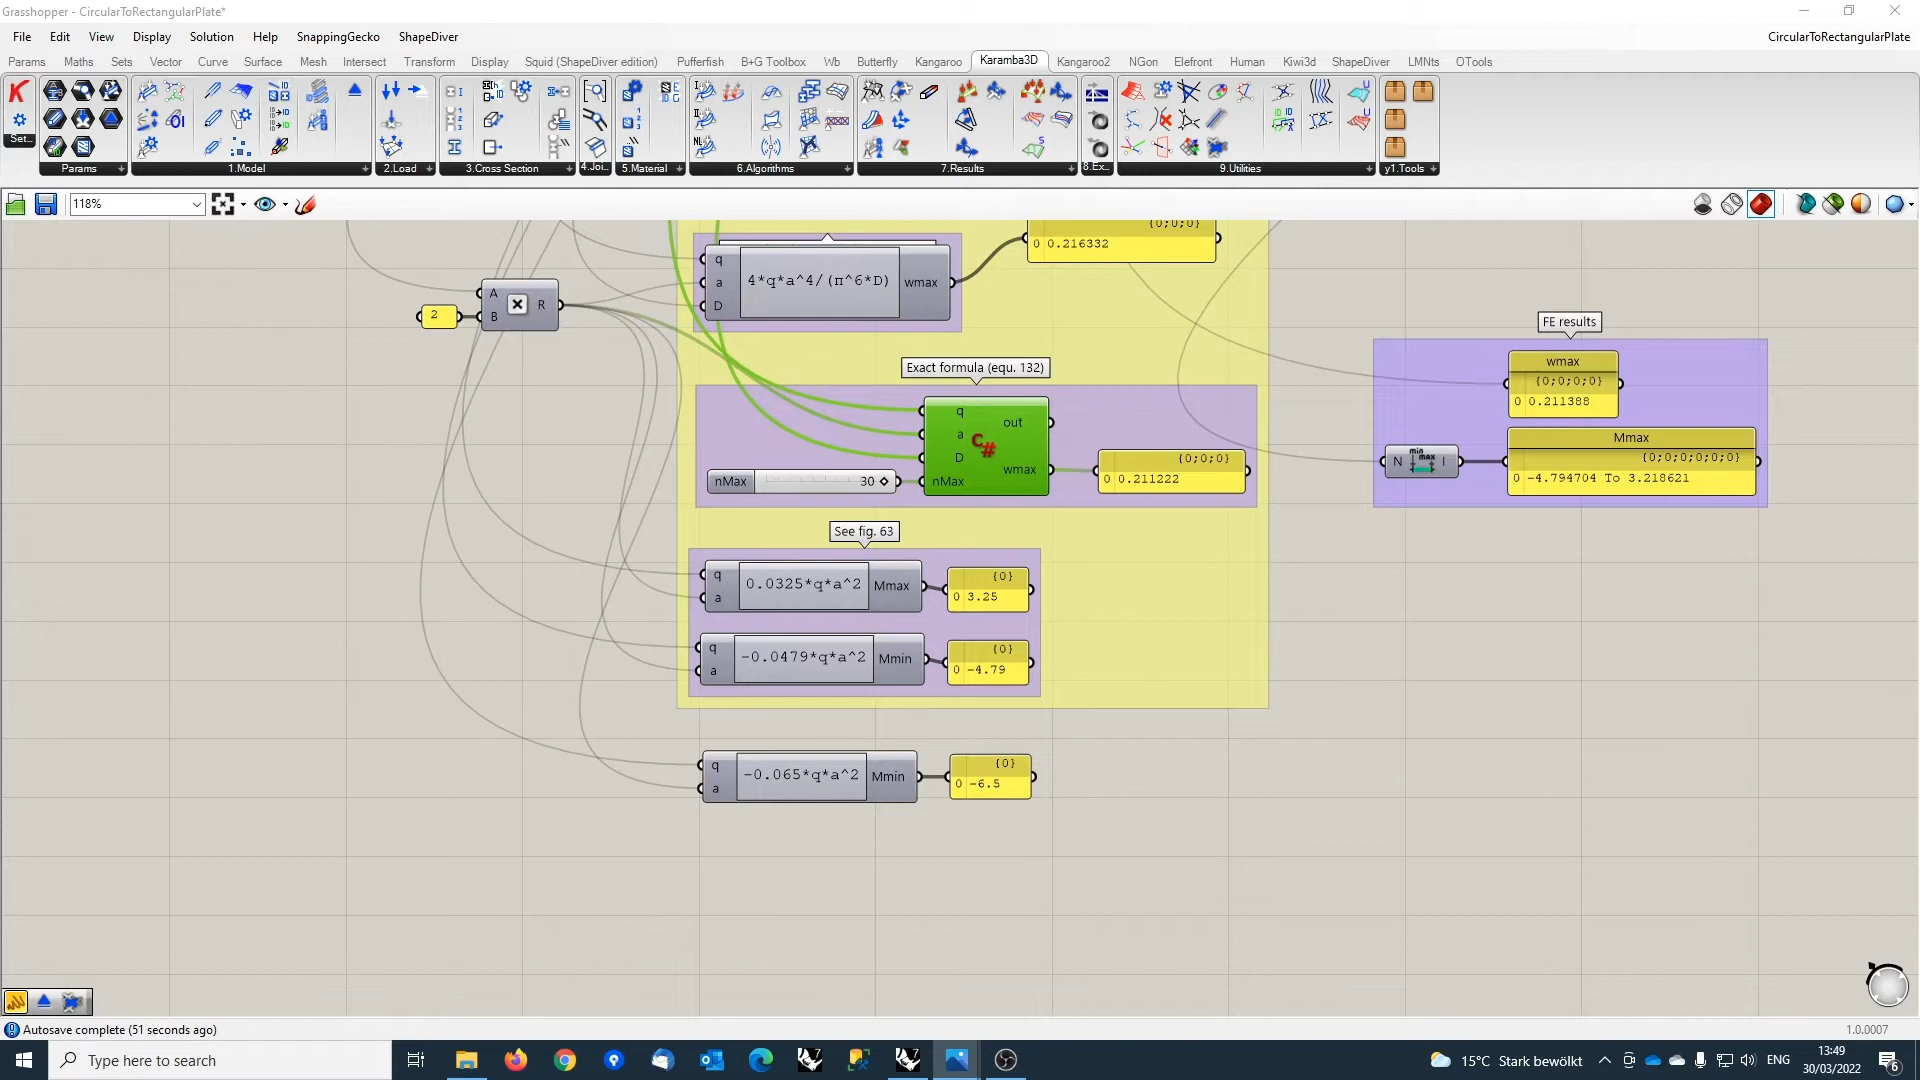 Grasshopper - CircularToRectangularPlate*
File Edit View Display Solution Help SnappingGecko ShapeDiver CircularToRectangularPlate
Params Maths Sets Vector Curve Surface Mesh Intersect Transform Display Squid (ShapeDiver edition) Pufferfish B+G Toolbox Wb Butterfly Kangaroo Karamba3D Kangaroo2 NGon Elefront Human Kiwi3d ShapeDiver LMNts OTools
Set... Params 1.Model 2.Load 3.Cross Section 4.Joi... 5.Material 6.Algorithms 7.Results 8.Ex... 9.Utilities y1.Tools
118%
{0;0;0}
0 0.216332
q
a
D
4*q*a^4/(π^6*D)
wmax
A
B
R
2
FE results
wmax
{0;0;0;0}
0 0.211388
Exact formula (equ. 132)
q
a
D
nMax
C#
out
wmax
nMax 30
{0;0;0}
0 0.211222
Mmax
{0;0;0;0;0;0}
0 -4.794704 To 3.218621
N min max I
See fig. 63
q
a
0.0325*q*a^2
Mmax
{0}
0 3.25
q
a
-0.0479*q*a^2
Mmin
{0}
0 -4.79
q
a
-0.065*q*a^2
Mmin
{0}
0 -6.5
Autosave complete (51 seconds ago)
1.0.0007
Type here to search
15°C Stark bewölkt
ENG
13:49
30/03/2022
6